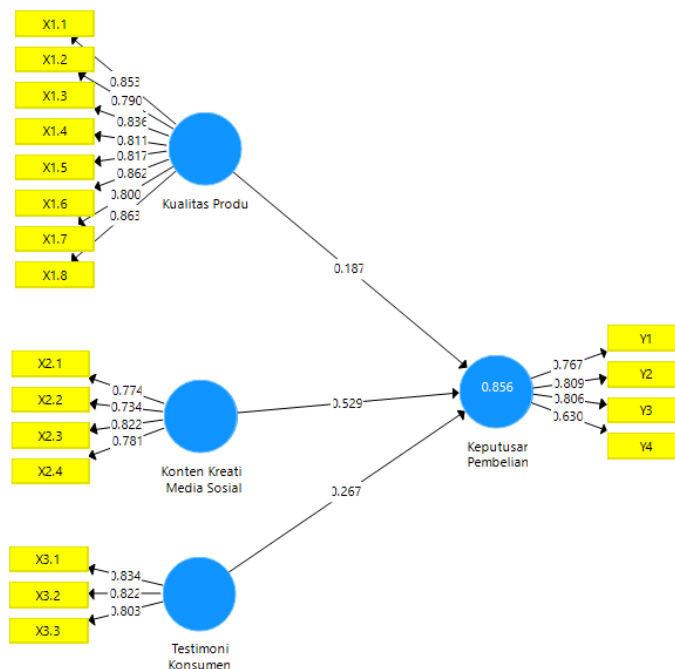 X1.1
X1.2
X1.3
X1.4
X1.5
X1.6
X1.7
X1.8
0.853
0.790
0.836
0.811
0.817
0.862
0.800
0.863
Kualitas Produ
0.187
X2.1
X2.2
X2.3
X2.4
0.774
0.734
0.822
0.781
Konten Kreati
Media Sosial
0.529
X3.1
X3.2
X3.3
0.834
0.822
0.803
Testimoni
Konsumen
0.267
0.856
Keputusar
Pembelian
0.767
0.809
0.806
0.630
Y1
Y2
Y3
Y4